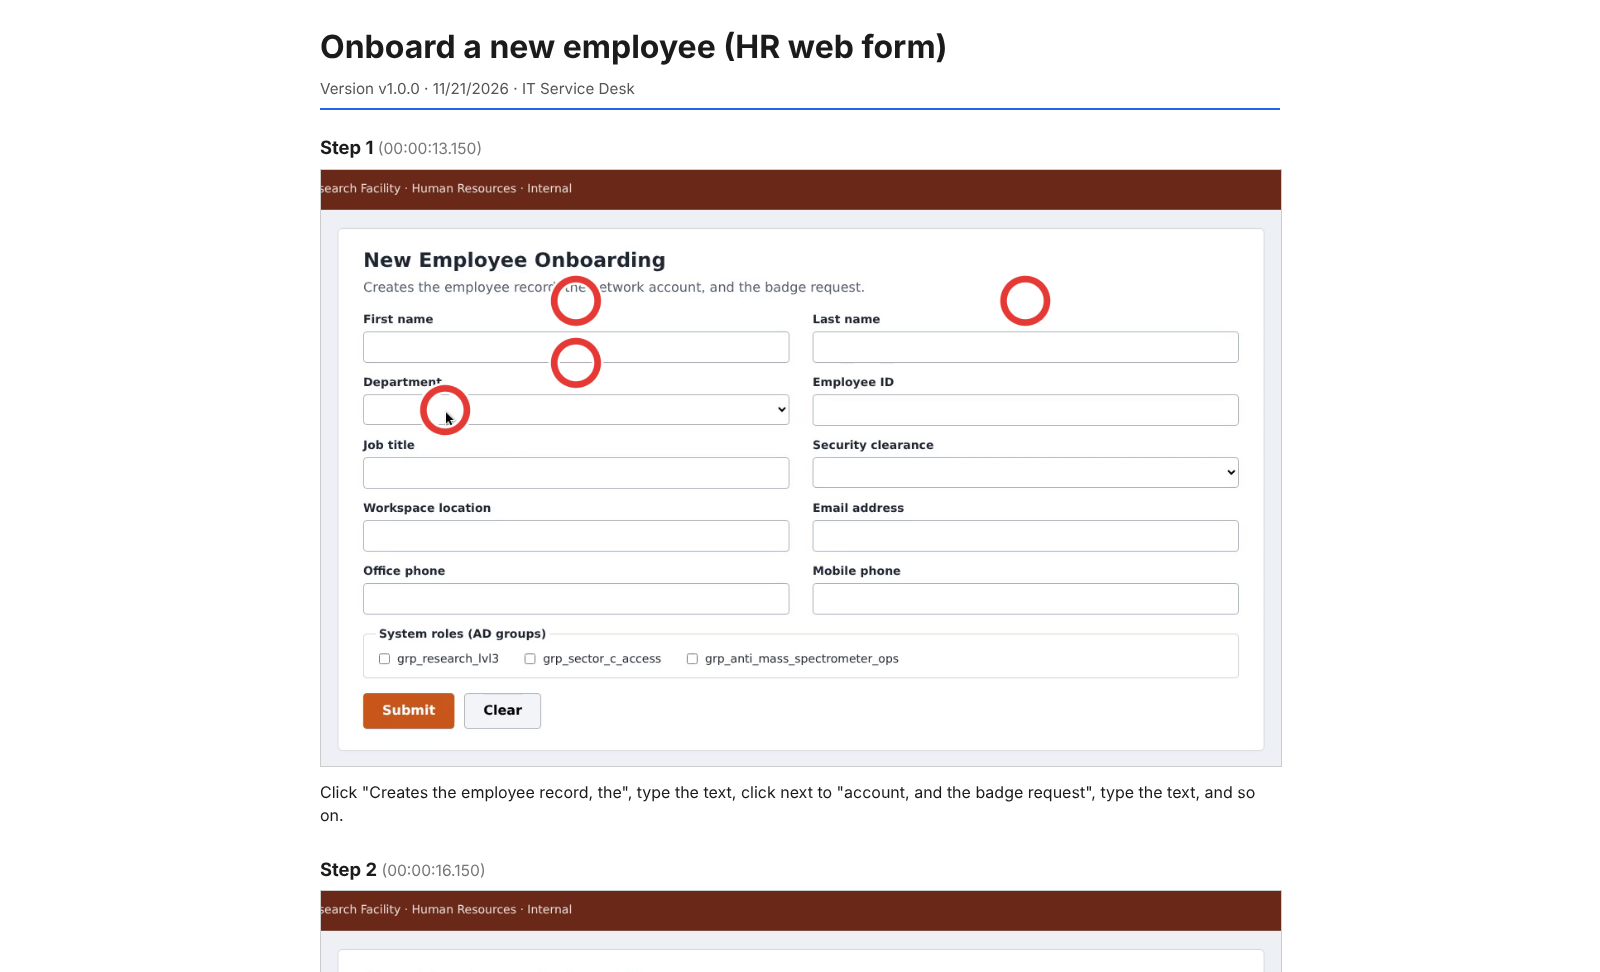 Onboard a new employee (HR web form)
Version v1.0.0 · 11/21/2026 · IT Service Desk
Step 1 (00:00:13.150)
search Facility · Human Resources · Internal
New Employee Onboarding
Creates the employee record, the network account, and the badge request.
First name
Last name
Department
Employee ID
Job title
Security clearance
Workspace location
Email address
Office phone
Mobile phone
System roles (AD groups)
grp_research_lvl3
grp_sector_c_access
grp_anti_mass_spectrometer_ops
Submit
Clear
Click "Creates the employee record, the", type the text, click next to "account, and the badge request", type the text, and so
on.
Step 2 (00:00:16.150)
search Facility · Human Resources · Internal